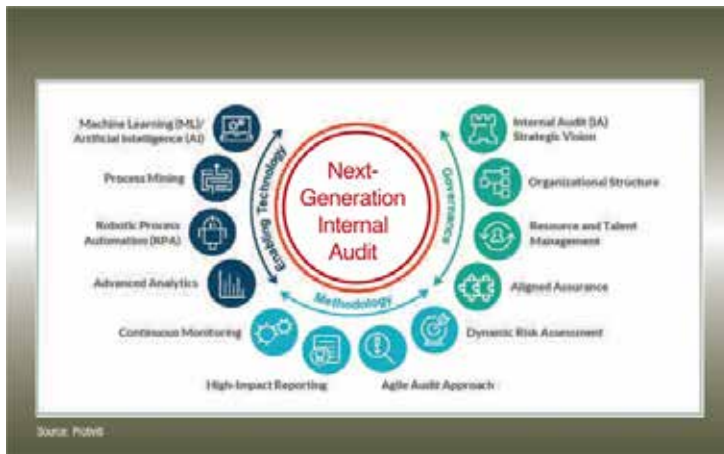 Machine Learning (ML)/
Artificial Intelligence (AI)
Process Mining
Robotic Process
Automation (RPA)
Advanced Analytics
Continuous Monitoring
High-Impact Reporting
Enabling Technology
Next-
Generation
Internal
Audit
Methodology
Governance
Internal Audit (IA)
Strategic Vision
Organizational Structure
Resource and Talent
Management
Aligned Assurance
Dynamic Risk Assessment
Agile Audit Approach
Source: Protiviti